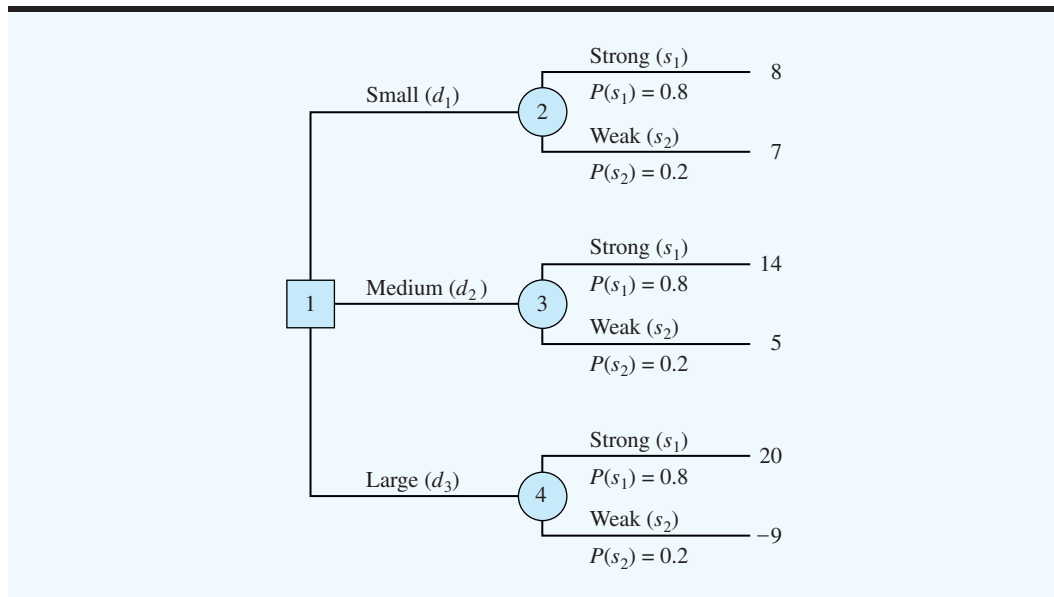 Strong (s₁)
8
Small (d₁)
P(s₁) = 0.8
2
Weak (s₂)
7
P(s₂) = 0.2
Strong (s₁)
14
Medium (d₂)
P(s₁) = 0.8
1
3
Weak (s₂)
5
P(s₂) = 0.2
Strong (s₁)
20
Large (d₃)
P(s₁) = 0.8
4
Weak (s₂)
−9
P(s₂) = 0.2